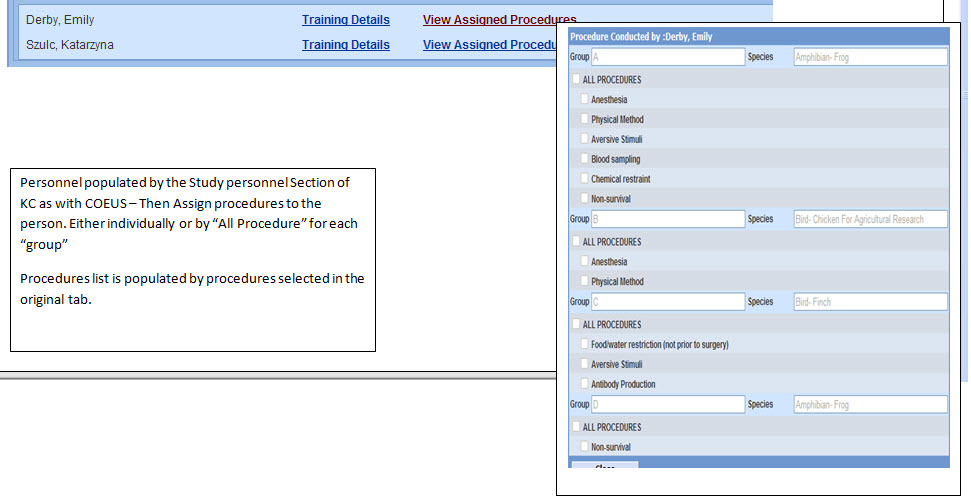 Derby, Emily Training Details View Assigned Procedures
Szulc, Katarzyna Training Details View Assigned Procedu
Personnel populated by the Study personnel Section of
KC as with COEUS – Then Assign procedures to the
person. Either individually or by “All Procedure” for each
“group”
Procedures list is populated by procedures selected in the
original tab.
Procedure Conducted by :Derby, Emily
Group A Species Amphibian- Frog
ALL PROCEDURES
Anesthesia
Physical Method
Aversive Stimuli
Blood sampling
Chemical restraint
Non-survival
Group B Species Bird- Chicken For Agricultural Research
ALL PROCEDURES
Anesthesia
Physical Method
Group C Species Bird- Finch
ALL PROCEDURES
Food/water restriction (not prior to surgery)
Aversive Stimuli
Antibody Production
Group D Species Amphibian- Frog
ALL PROCEDURES
Non-survival
Close